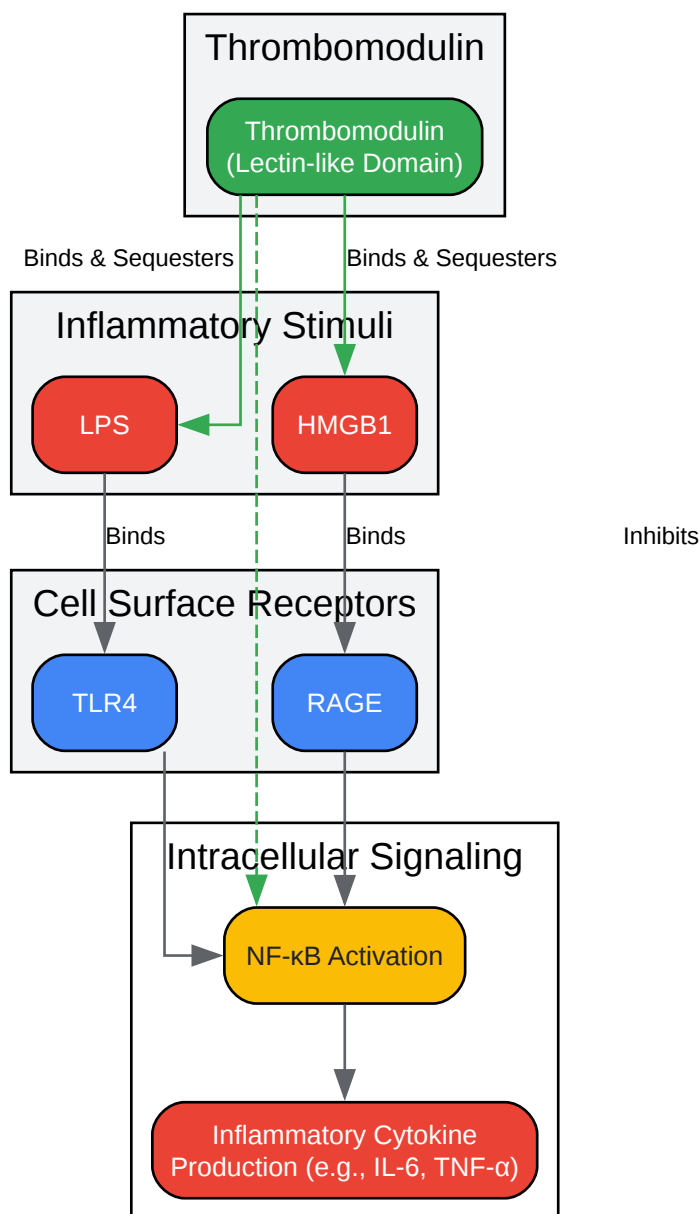 Thrombomodulin
Thrombomodulin
(Lectin-like Domain)
Binds & Sequesters
Binds & Sequesters
Inflammatory Stimuli
LPS
HMGB1
Binds
Binds
Inhibits
Cell Surface Receptors
TLR4
RAGE
Intracellular Signaling
NF-κB Activation
Inflammatory Cytokine
Production (e.g., IL-6, TNF-α)